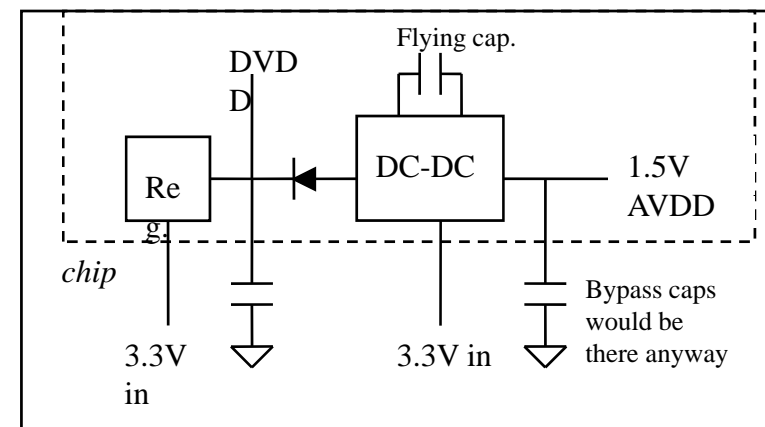 Flying cap.
DVD
D
DC-DC
1.5V
AVDD
Re
g.
chip
Bypass caps
would be
there anyway
3.3V
in
3.3V in